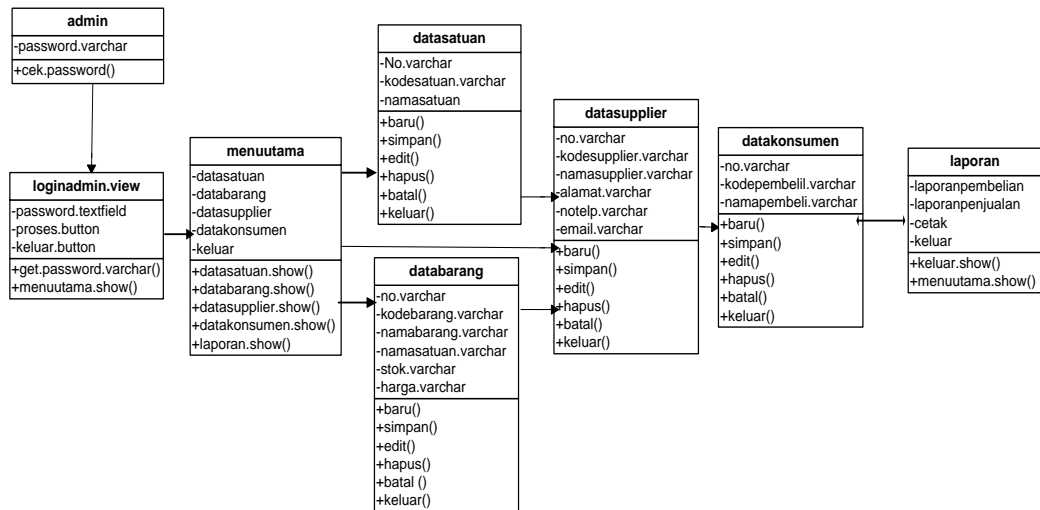 admin
-password.varchar
+cek.password()
loginadmin.view
-password.textfield
-proses.button
-keluar.button
+get.password.varchar()
+menuutama.show()
menuutama
-datasatuan
-databarang
-datasupplier
-datakonsumen
-keluar
+datasatuan.show()
+databarang.show()
+datasupplier.show()
+datakonsumen.show()
+laporan.show()
datasatuan
-No.varchar
-kodesatuan.varchar
-namasatuan
+baru()
+simpan()
+edit()
+hapus()
+batal()
+keluar()
databarang
-no.varchar
-kodebarang.varchar
-namabarang.varchar
-namasatuan.varchar
-stok.varchar
-harga.varchar
+baru()
+simpan()
+edit()
+hapus()
+batal ()
+keluar()
datasupplier
-no.varchar
-kodesupplier.varchar
-namasupplier.varchar
-alamat.varchar
-notelp.varchar
-email.varchar
+baru()
+simpan()
+edit()
+hapus()
+batal()
+keluar()
datakonsumen
-no.varchar
-kodepembelil.varchar
-namapembeli.varchar
+baru()
+simpan()
+edit()
+hapus()
+batal()
+keluar()
laporan
-laporanpembelian
-laporanpenjualan
-cetak
-keluar
+keluar.show()
+menuutama.show()